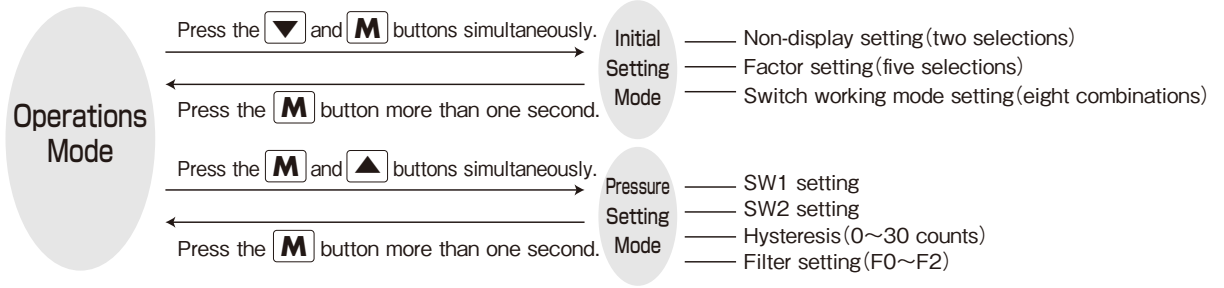 Operations
Mode
Press the ▼ and M buttons simultaneously.
Press the M button more than one second.
Initial
Setting
Mode
Non-display setting(two selections)
Factor setting(five selections)
Switch working mode setting(eight combinations)
Press the M and ▲ buttons simultaneously.
Press the M button more than one second.
Pressure
Setting
Mode
SW1 setting
SW2 setting
Hysteresis(0〜30 counts)
Filter setting(F0〜F2)